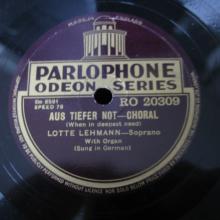 PARLOPHONE
ODEON SERIES
SPEED 78
RO 20309
AUS TIEFER NOT—CHORAL
(When in deepest need)
LOTTE LEHMANN—Soprano
With Organ
(Sung in German)